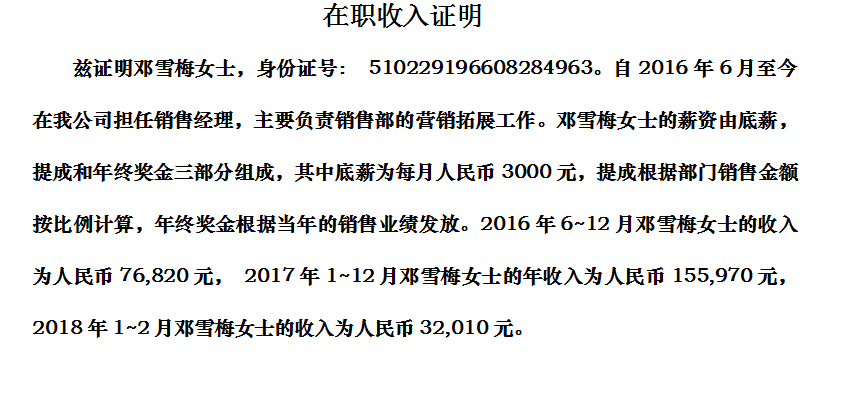 在职收入证明
兹证明邓雪梅女士，身份证号： 510229196608284963。自 2016 年 6 月至今
在我公司担任销售经理，主要负责销售部的营销拓展工作。邓雪梅女士的薪资由底薪，
提成和年终奖金三部分组成，其中底薪为每月人民币 3000 元，提成根据部门销售金额
按比例计算，年终奖金根据当年的销售业绩发放。2016 年 6~12 月邓雪梅女士的收入
为人民币 76,820 元， 2017 年 1~12 月邓雪梅女士的年收入为人民币 155,970 元，
2018 年 1~2 月邓雪梅女士的收入为人民币 32,010 元。